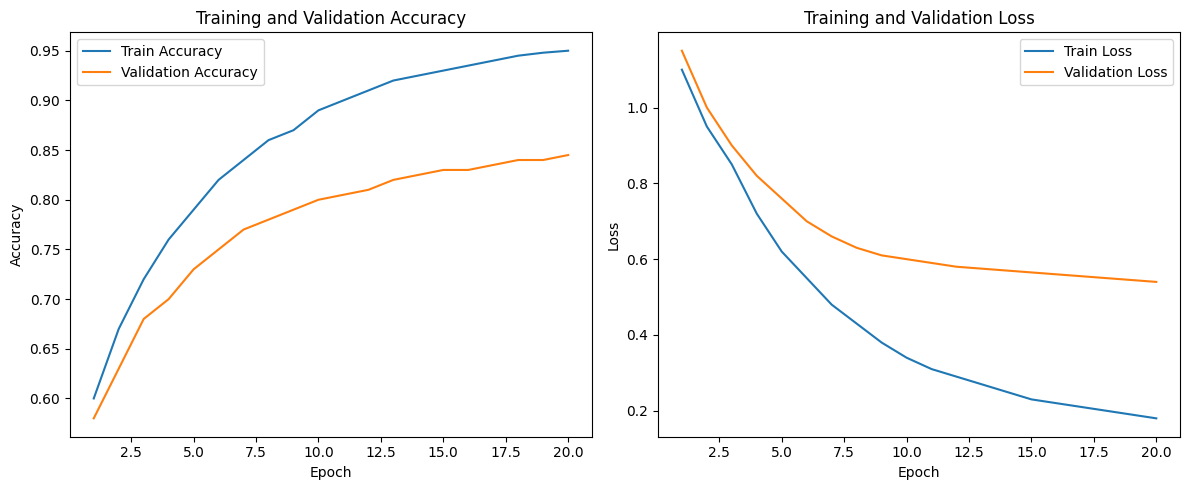 Training and Validation Accuracy
Train Accuracy
Validation Accuracy
0.95
0.90
0.85
0.80
0.75
0.70
0.65
0.60
Accuracy
2.5 5.0 7.5 10.0 12.5 15.0 17.5 20.0
Epoch
Training and Validation Loss
Train Loss
Validation Loss
1.0
0.8
0.6
0.4
0.2
Loss
2.5 5.0 7.5 10.0 12.5 15.0 17.5 20.0
Epoch